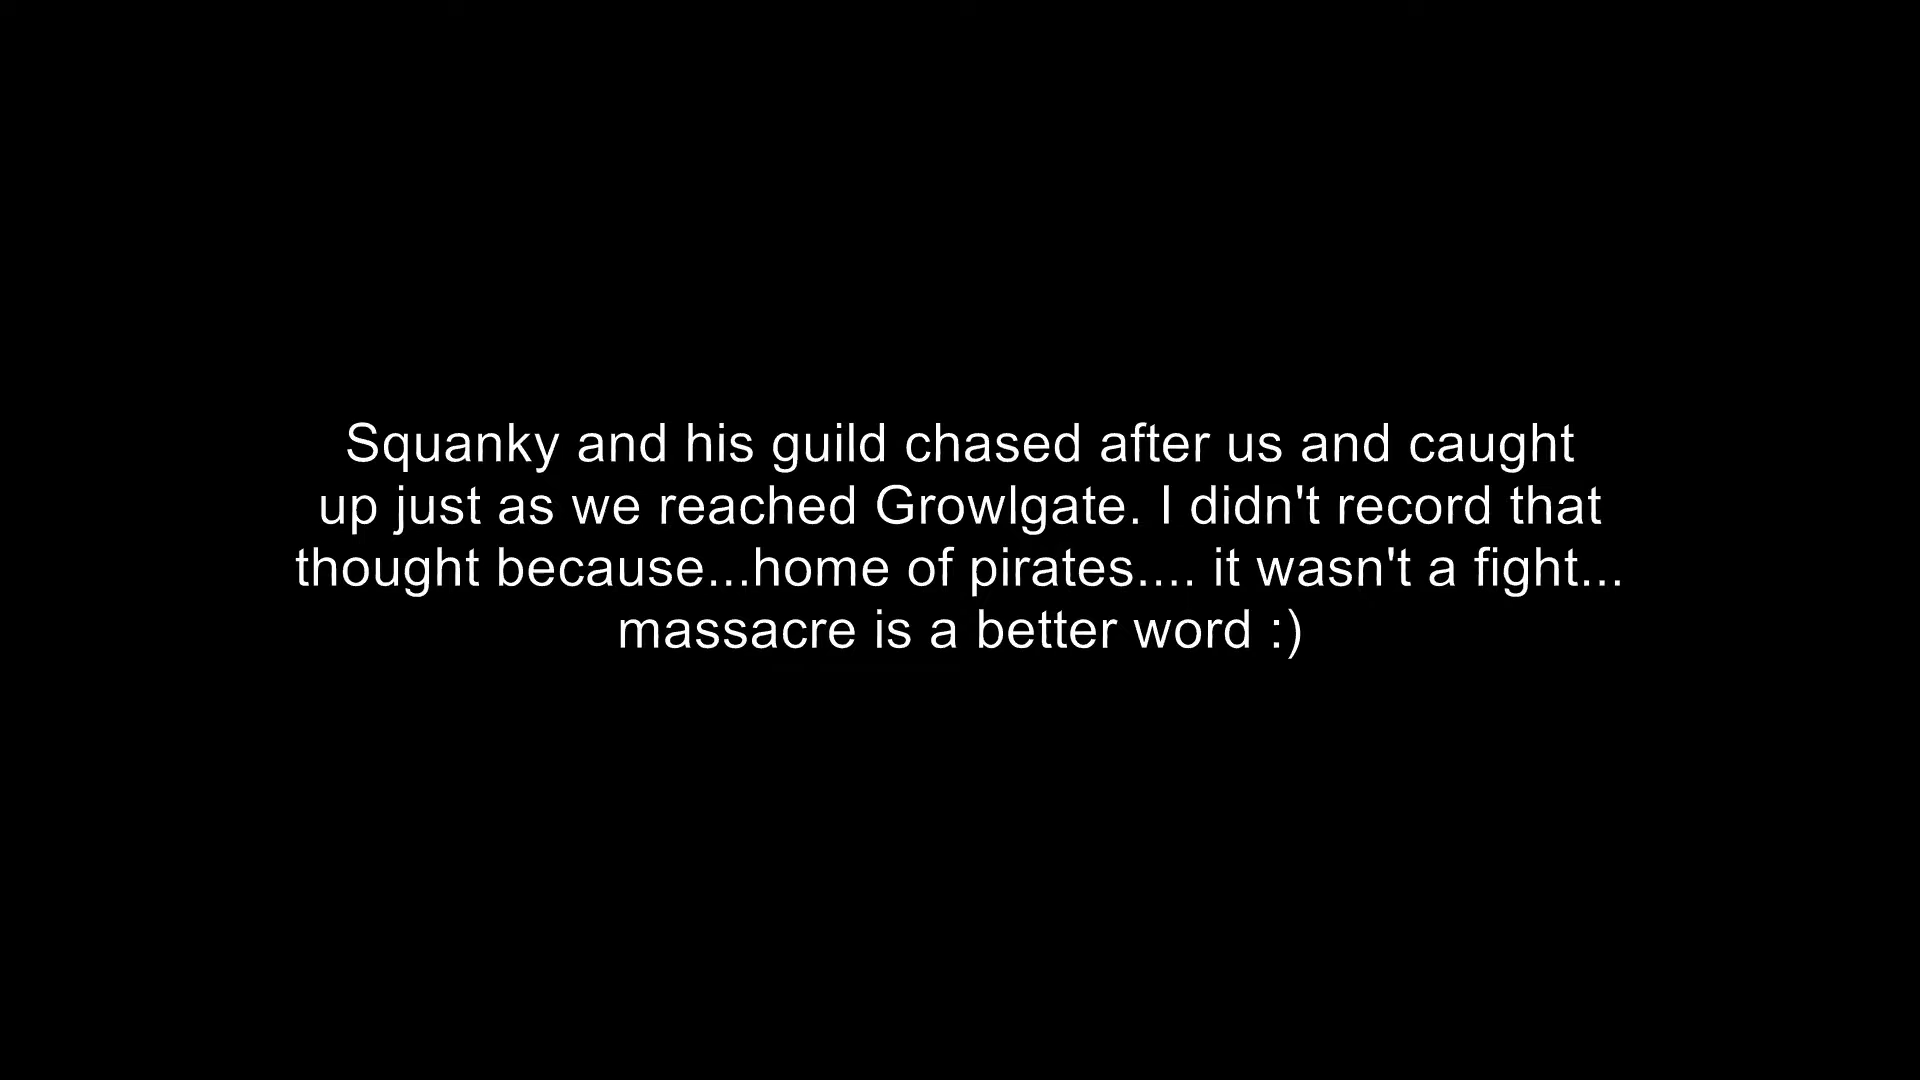 Squanky and his guild chased after us and caught
up just as we reached Growlgate. I didn't record that
thought because...home of pirates.... it wasn't a fight...
massacre is a better word :)